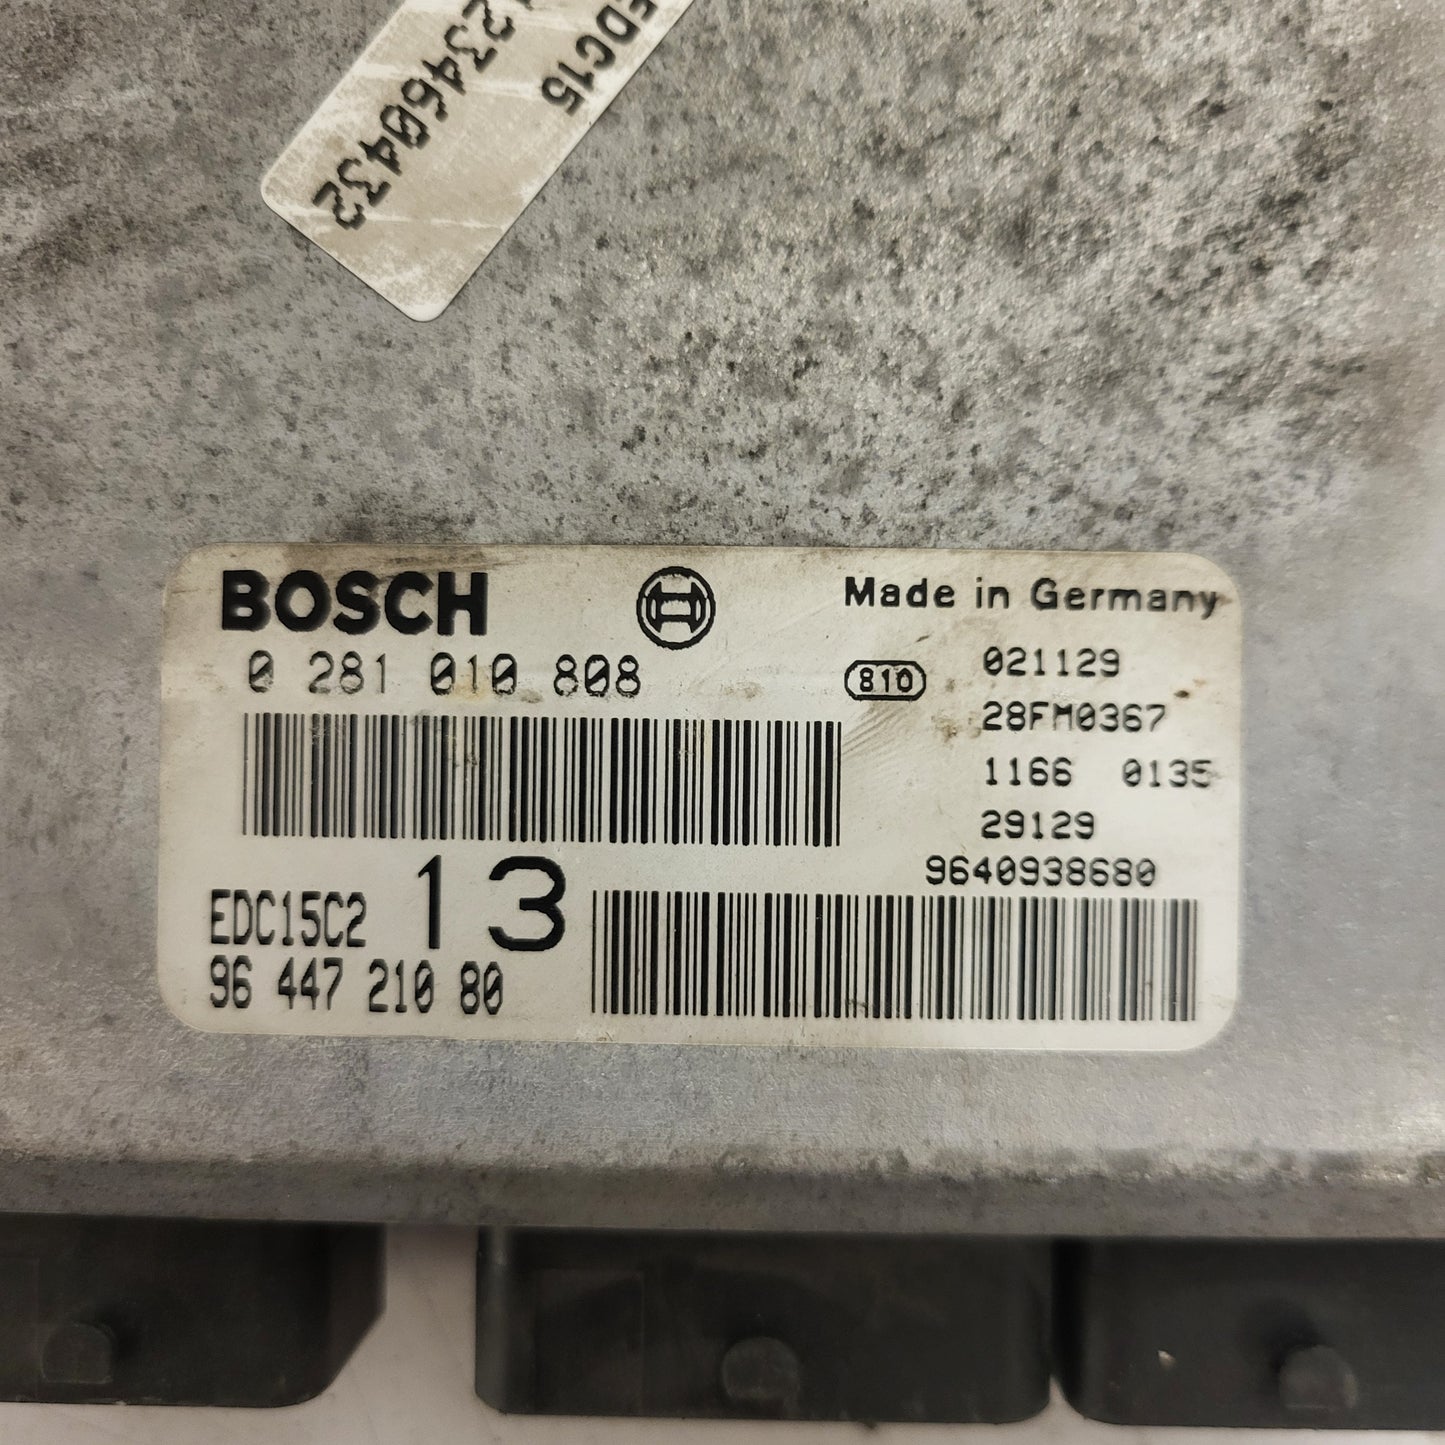 EDC15
123460432
BOSCH
Made in Germany
0 281 010 808
810
021129
28FM0367
1166 0135
29129
9640938680
EDC15C2 13
96 447 210 80